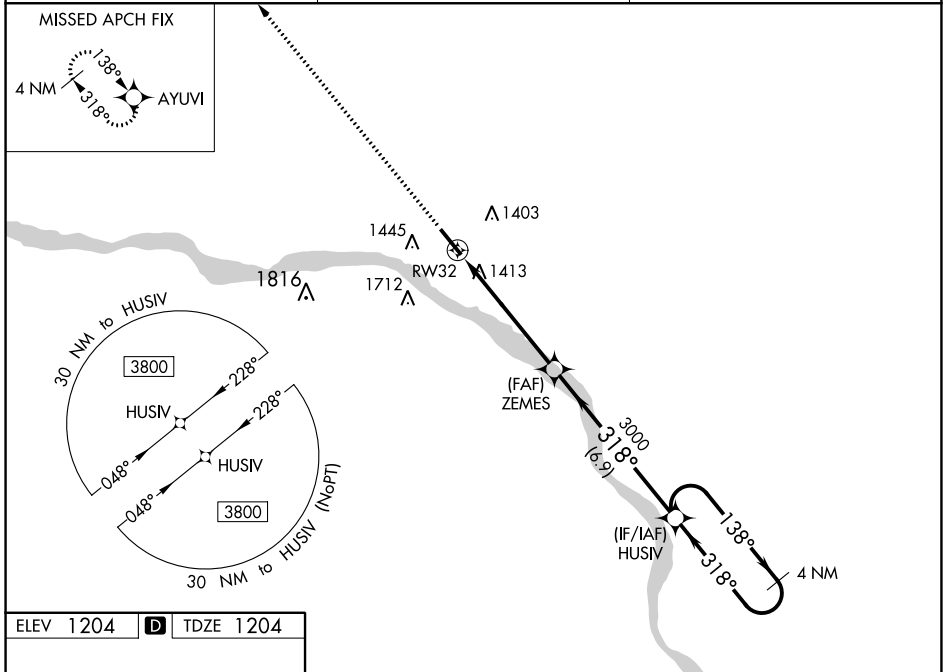 MISSED APCH FIX
138°
4 NM
318°
AYUVI
1403
1445
RW32
1413
1816
1712
30 NM to HUSIV
3800
228°
HUSIV
048°
228°
HUSIV
048°
3800
30 NM to HUSIV (NoPT)
(FAF)
ZEMES
3000
318°
(6.9)
(IF/IAF)
HUSIV
138°
318°
4 NM
ELEV 1204 D TDZE 1204